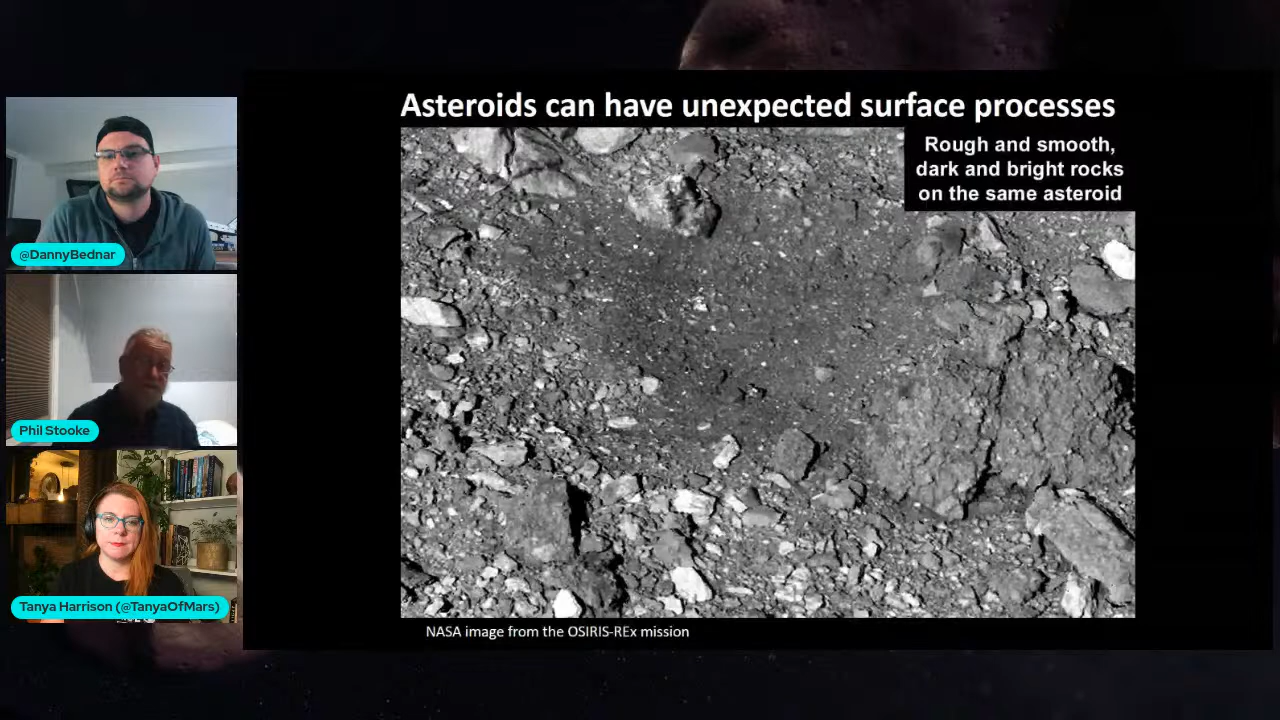 Asteroids can have unexpected surface processes
Rough and smooth,
dark and bright rocks
on the same asteroid
@DannyBednar
Phil Stooke
Tanya Harrison (@TanyaOfMars)
NASA image from the OSIRIS-REx mission